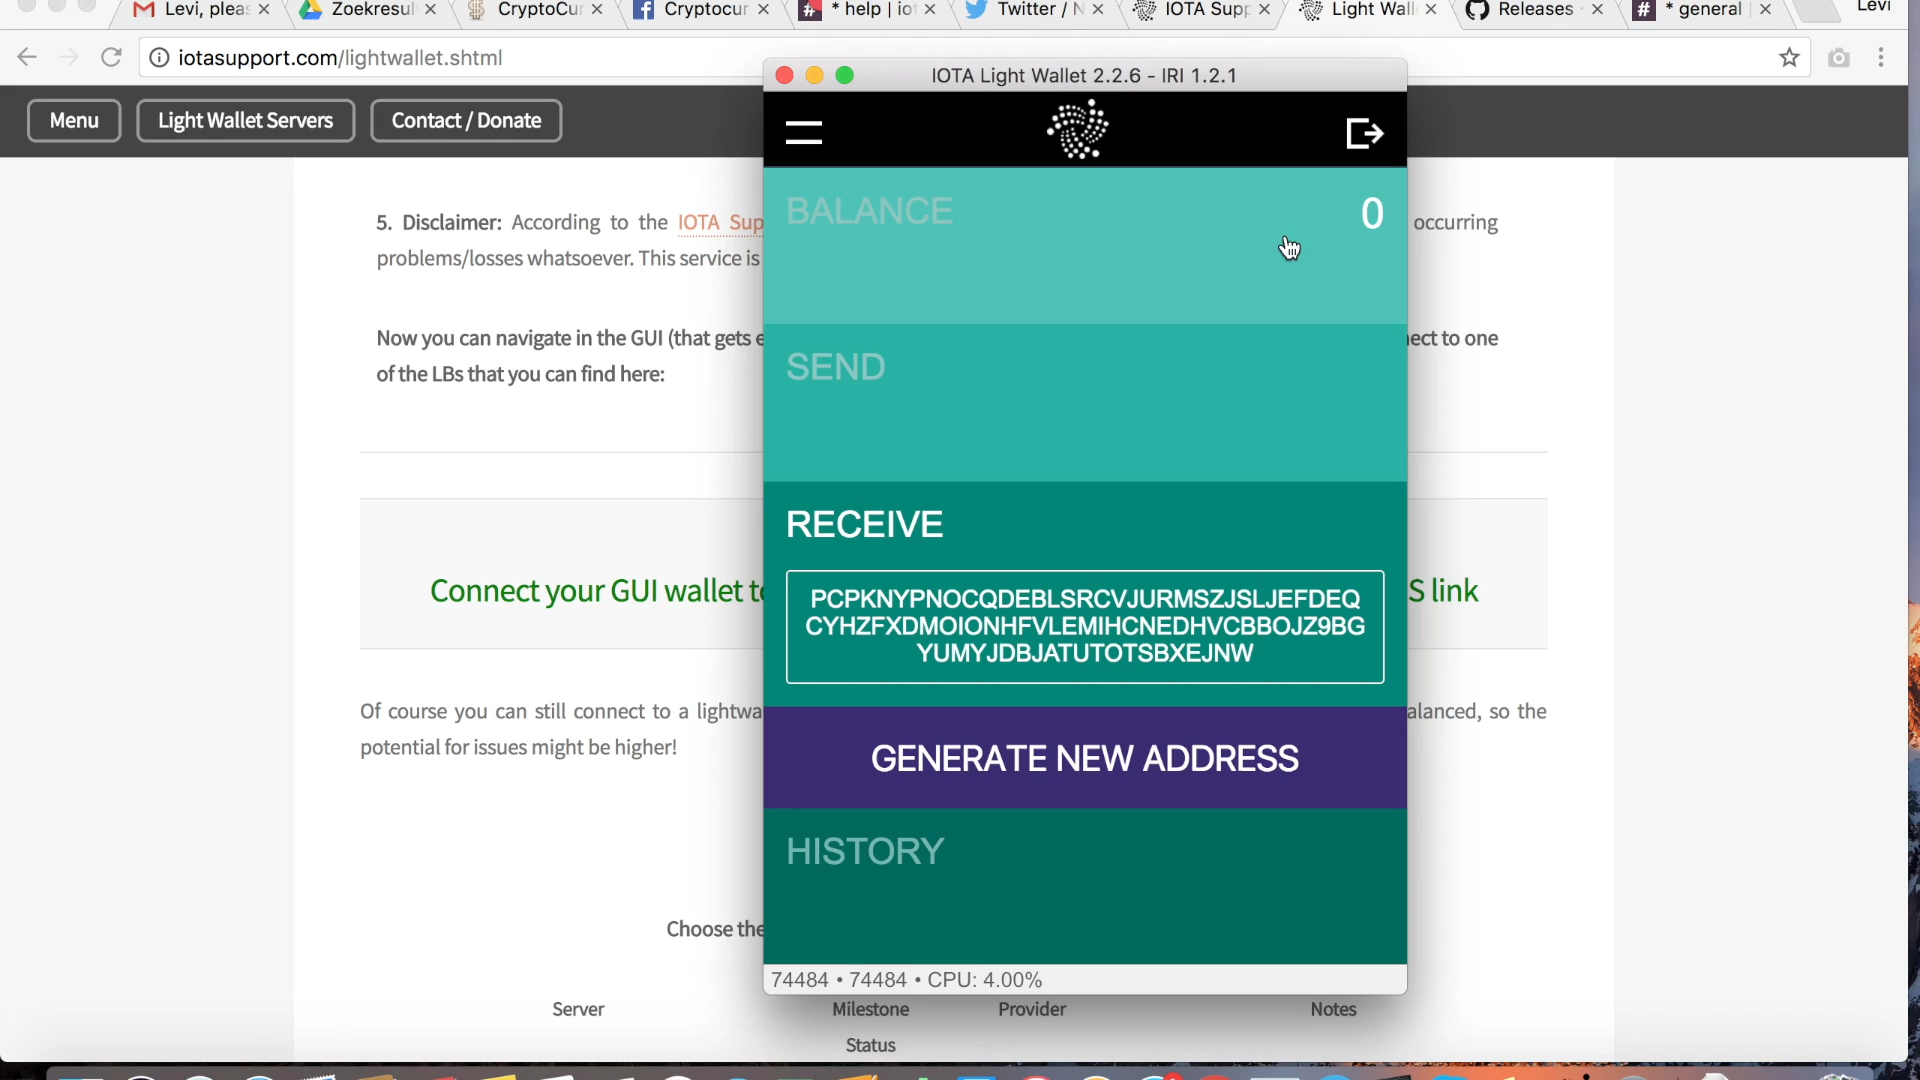 Levi, pleas
Zoekresul
CryptoCur
Cryptocur
* help | iot
Twitter / N
IOTA Supp
Light Wall
Releases
* general
Levi
iotasupport.com/lightwallet.shtml
IOTA Light Wallet 2.2.6 - IRI 1.2.1
Menu
Light Wallet Servers
Contact / Donate
5. Disclaimer: According to the IOTA Sup
occurring
problems/losses whatsoever. This service is
Now you can navigate in the GUI (that gets e
ect to one
of the LBs that you can find here:
Connect your GUI wallet to
S link
Of course you can still connect to a lightwa
alanced, so the
potential for issues might be higher!
Choose the
Server
Milestone
Status
Provider
Notes
BALANCE
0
SEND
RECEIVE
PCPKNYPNOCQDEBLSRCVJURMSZJSLJEFDEQ
CYHZFXDMOIONHFVLEMIHCNEDHVCBBOJZ9BG
YUMYJDBJATUTOTSBXEJNW
GENERATE NEW ADDRESS
HISTORY
74484 • 74484 • CPU: 4.00%